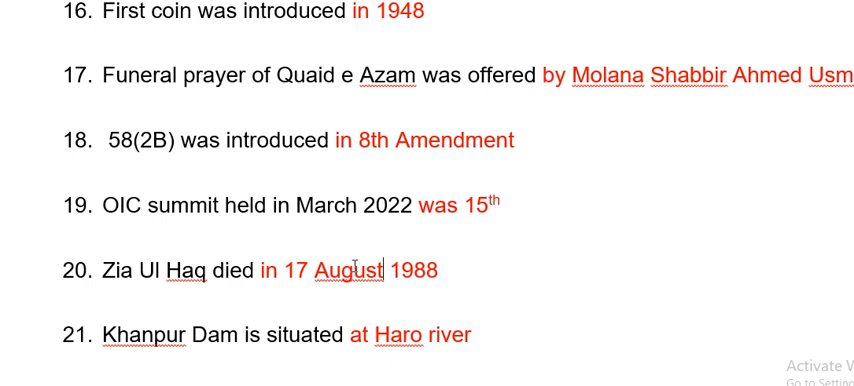 16. First coin was introduced in 1948
17. Funeral prayer of Quaid e Azam was offered by Molana Shabbir Ahmed Usm
18. 58(2B) was introduced in 8th Amendment
19. OIC summit held in March 2022 was 15th
20. Zia Ul Haq died in 17 August 1988
21. Khanpur Dam is situated at Haro river
Activate
Go to